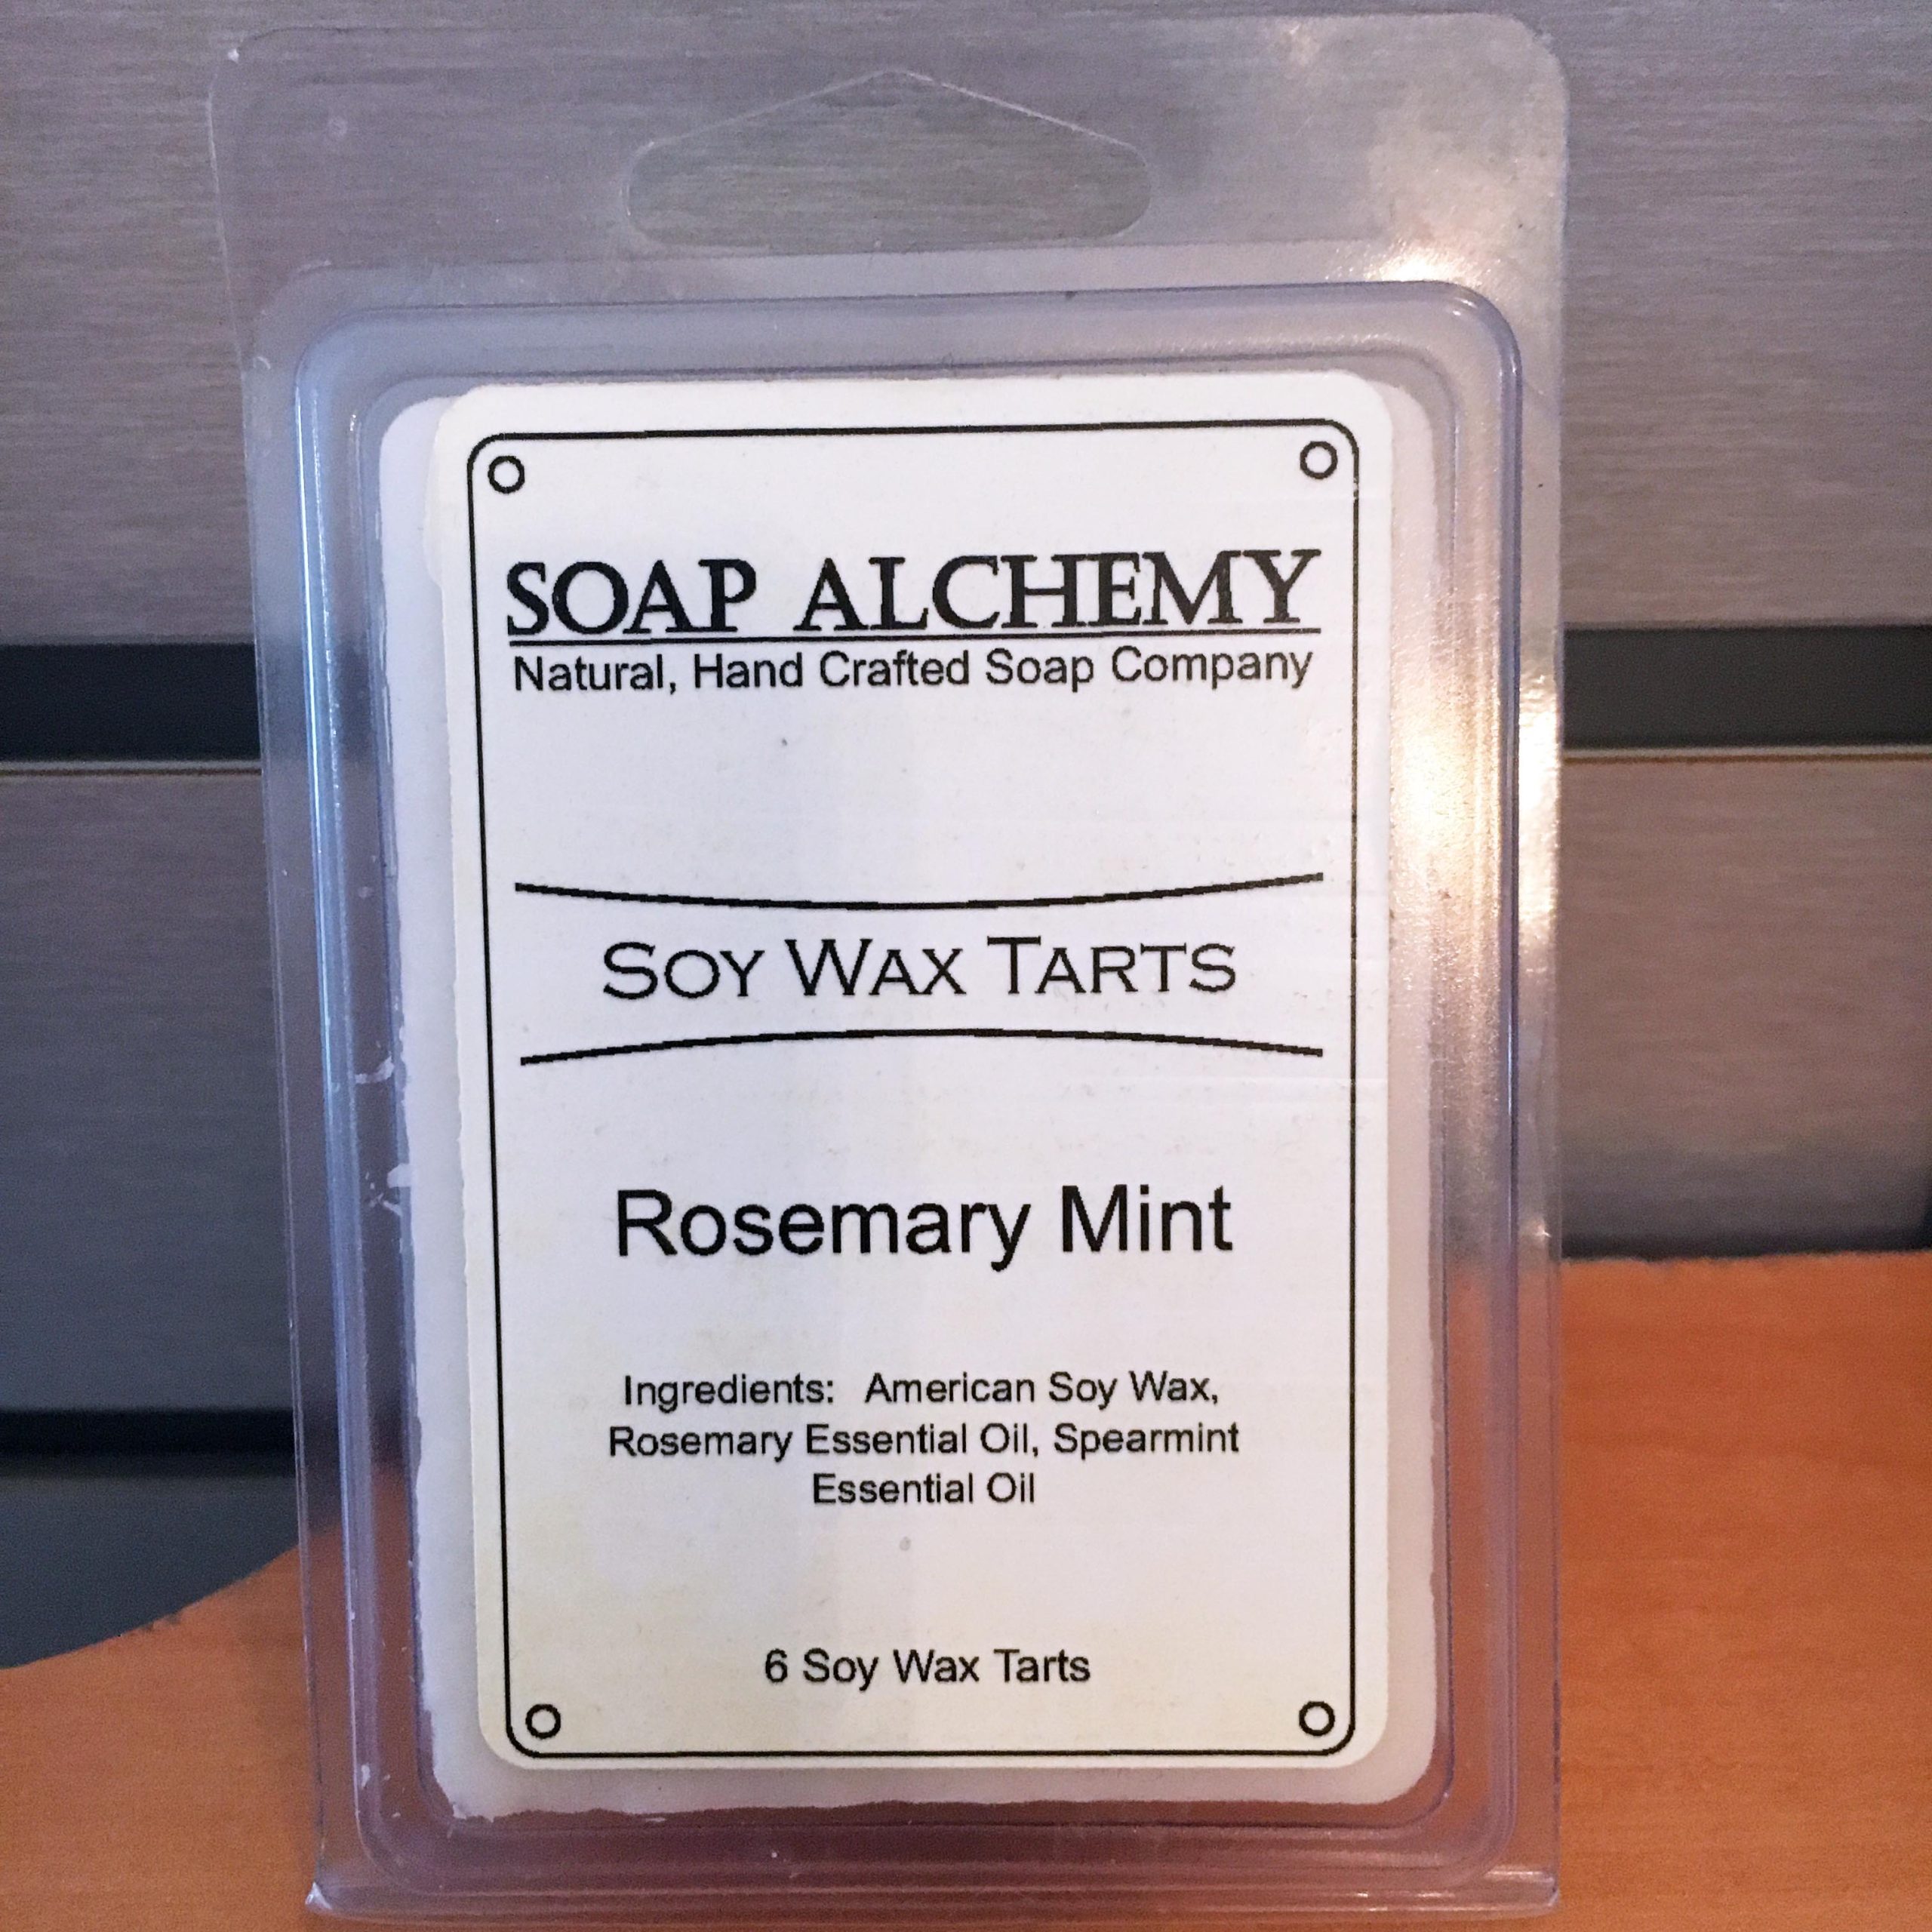 SOAP ALCHEMY
Natural, Hand Crafted Soap Company
SOY WAX TARTS
Rosemary Mint
Ingredients: American Soy Wax,
Rosemary Essential Oil, Spearmint
Essential Oil
6 Soy Wax Tarts